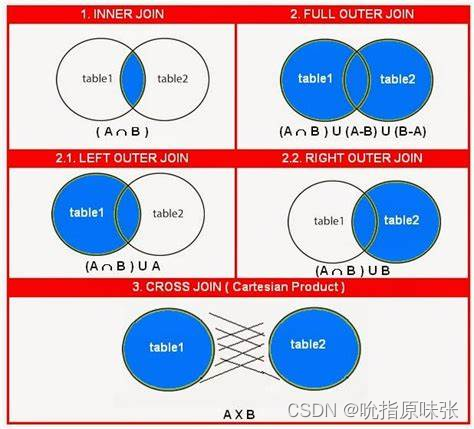 1. INNER JOIN
table1
table2
( A ∩ B )
2. FULL OUTER JOIN
table1
table2
(A ∩ B ) U (A-B) U (B-A)
2.1. LEFT OUTER JOIN
table1
table2
(A ∩ B ) U A
2.2. RIGHT OUTER JOIN
table1
table2
(A ∩ B ) U B
3. CROSS JOIN ( Cartesian Product )
table1
table2
A X B
CSDN @吮指原味张